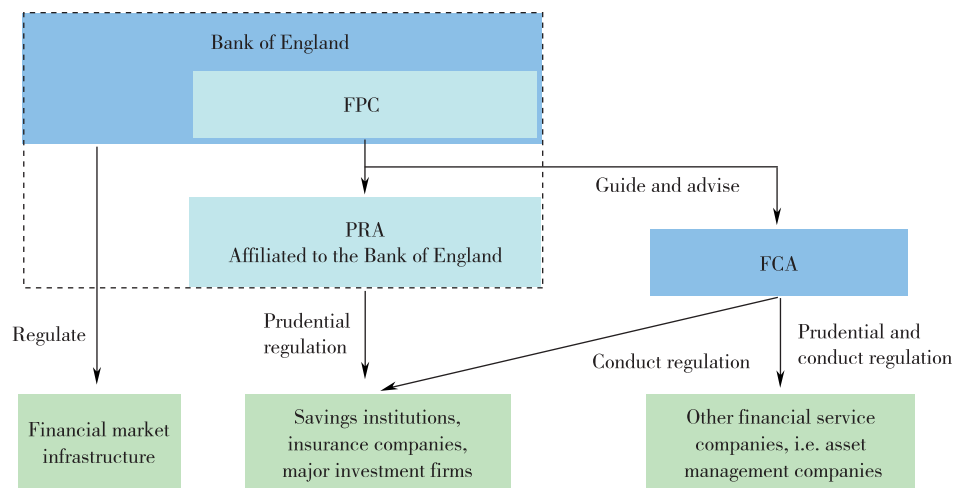 Bank of England
FPC
Guide and advise
PRA
Affiliated to the Bank of England
FCA
Regulate
Prudential
regulation
Conduct regulation
Prudential and
conduct regulation
Financial market
infrastructure
Savings institutions,
insurance companies,
major investment firms
Other financial service
companies, i.e. asset
management companies